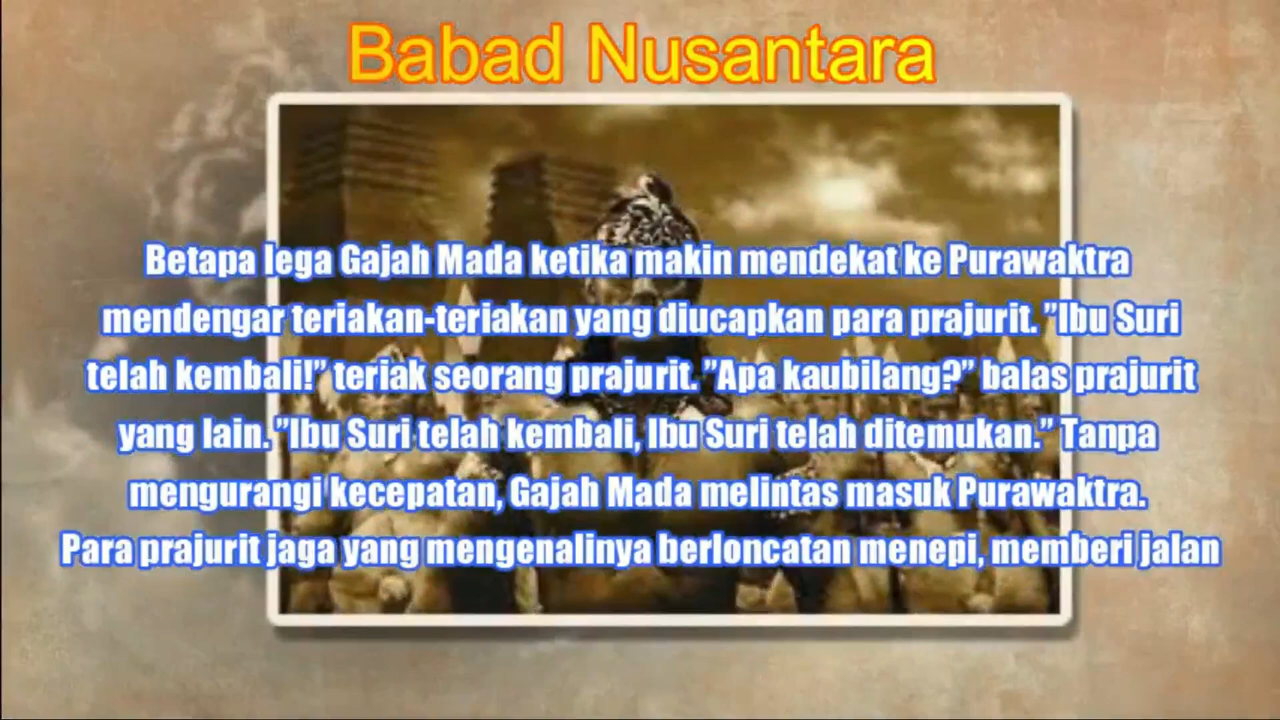 Babad Nusantara
Betapa lega Gajah Mada ketika makin mendekat ke Purawaktra
mendengar teriakan-teriakan yang diucapkan para prajurit. ”Ibu Suri
telah kembali!” teriak seorang prajurit. ”Apa kaubilang?” balas prajurit
yang lain. ”Ibu Suri telah kembali, Ibu Suri telah ditemukan.” Tanpa
mengurangi kecepatan, Gajah Mada melintas masuk Purawaktra.
Para prajurit jaga yang mengenalinya berloncatan menepi, memberi jalan